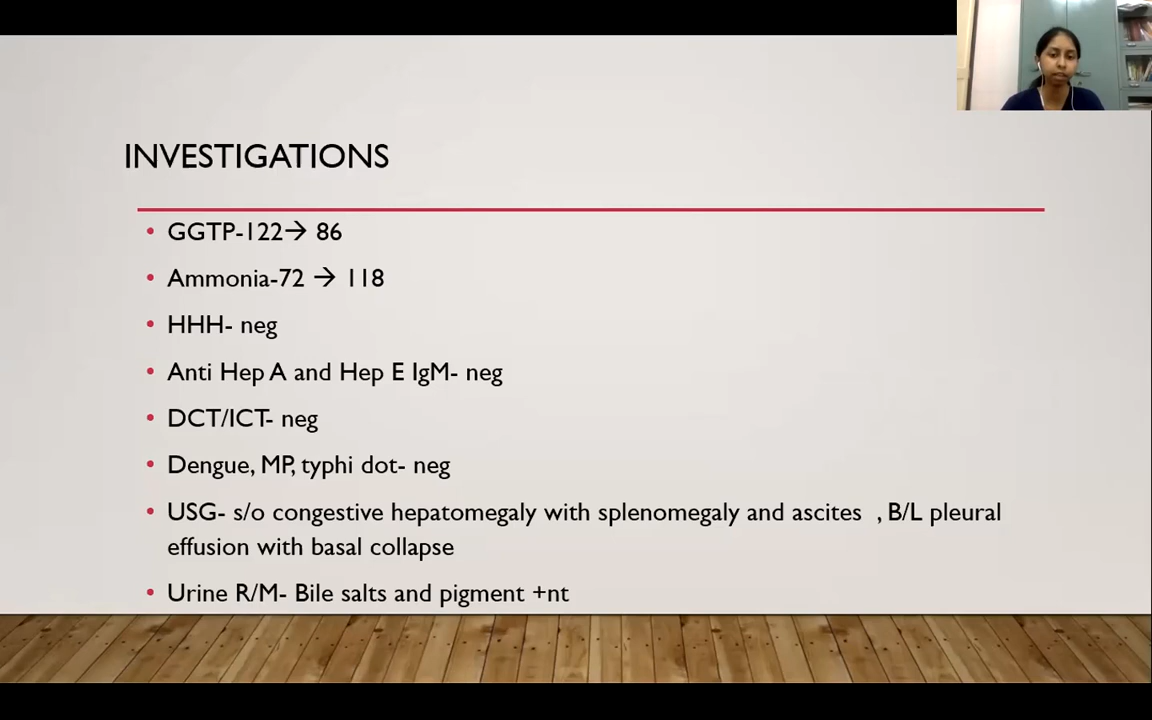 INVESTIGATIONS
• GGTP-122→ 86
• Ammonia-72 → 118
• HHH- neg
• Anti Hep A and Hep E IgM- neg
• DCT/ICT- neg
• Dengue, MP, typhi dot- neg
• USG- s/o congestive hepatomegaly with splenomegaly and ascites , B/L pleural
effusion with basal collapse
• Urine R/M- Bile salts and pigment +nt